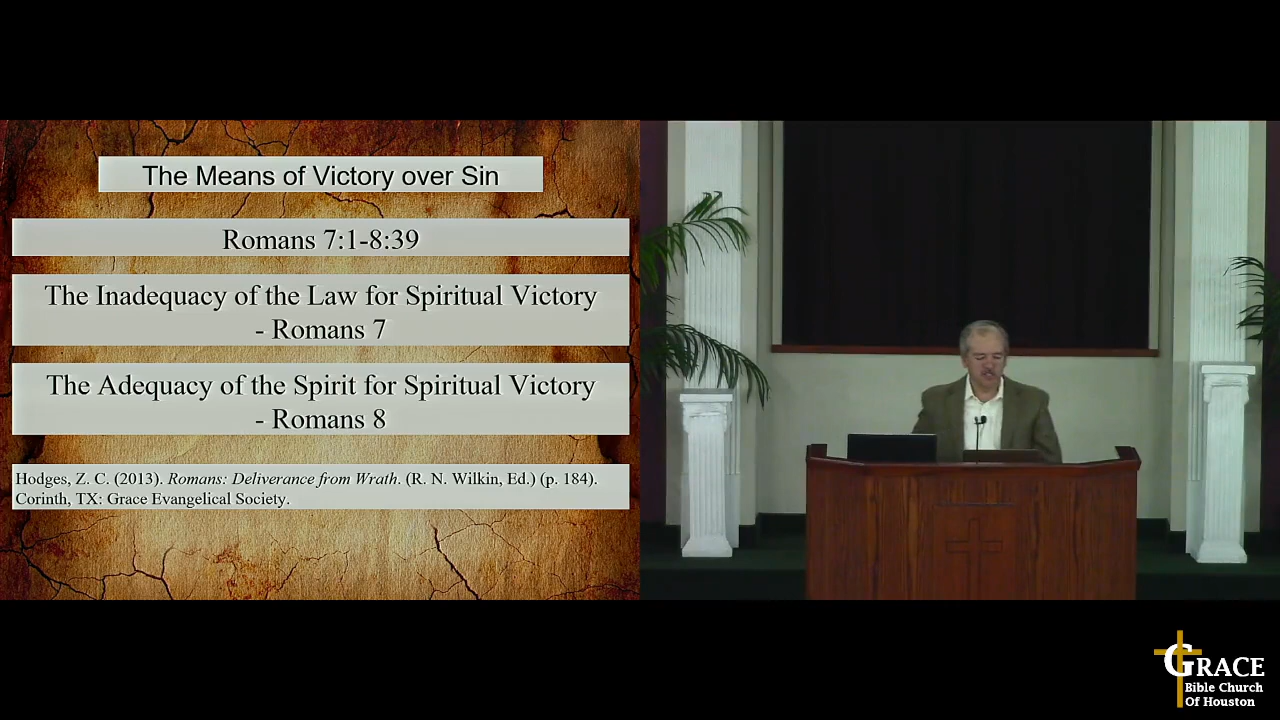 The Means of Victory over Sin
Romans 7:1-8:39
The Inadequacy of the Law for Spiritual Victory
- Romans 7
The Adequacy of the Spirit for Spiritual Victory
- Romans 8
Hodges, Z. C. (2013). Romans: Deliverance from Wrath. (R. N. Wilkin, Ed.) (p. 184).
Corinth, TX: Grace Evangelical Society.
GRACE
Bible Church
Of Houston